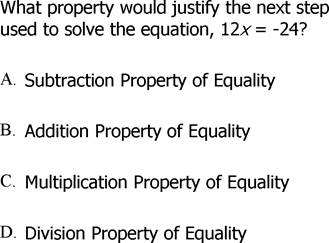 What property would justify the next step
used to solve the equation, 12x = -24?
A. Subtraction Property of Equality
B. Addition Property of Equality
C. Multiplication Property of Equality
D. Division Property of Equality